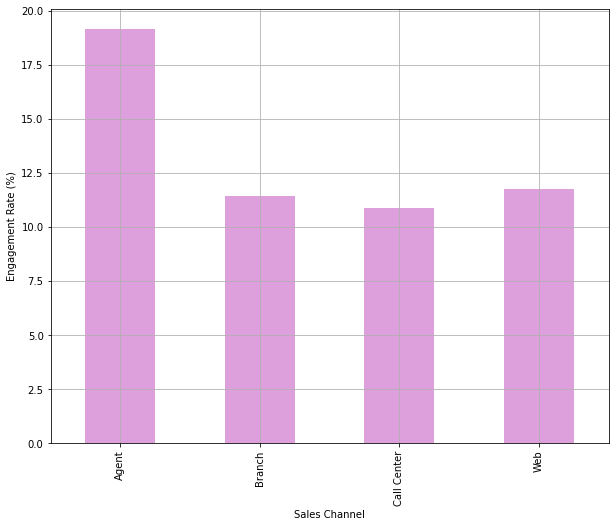 20.0
17.5
15.0
12.5
10.0
7.5
5.0
2.5
0.0
Engagement Rate (%)
Agent
Branch
Call Center
Web
Sales Channel